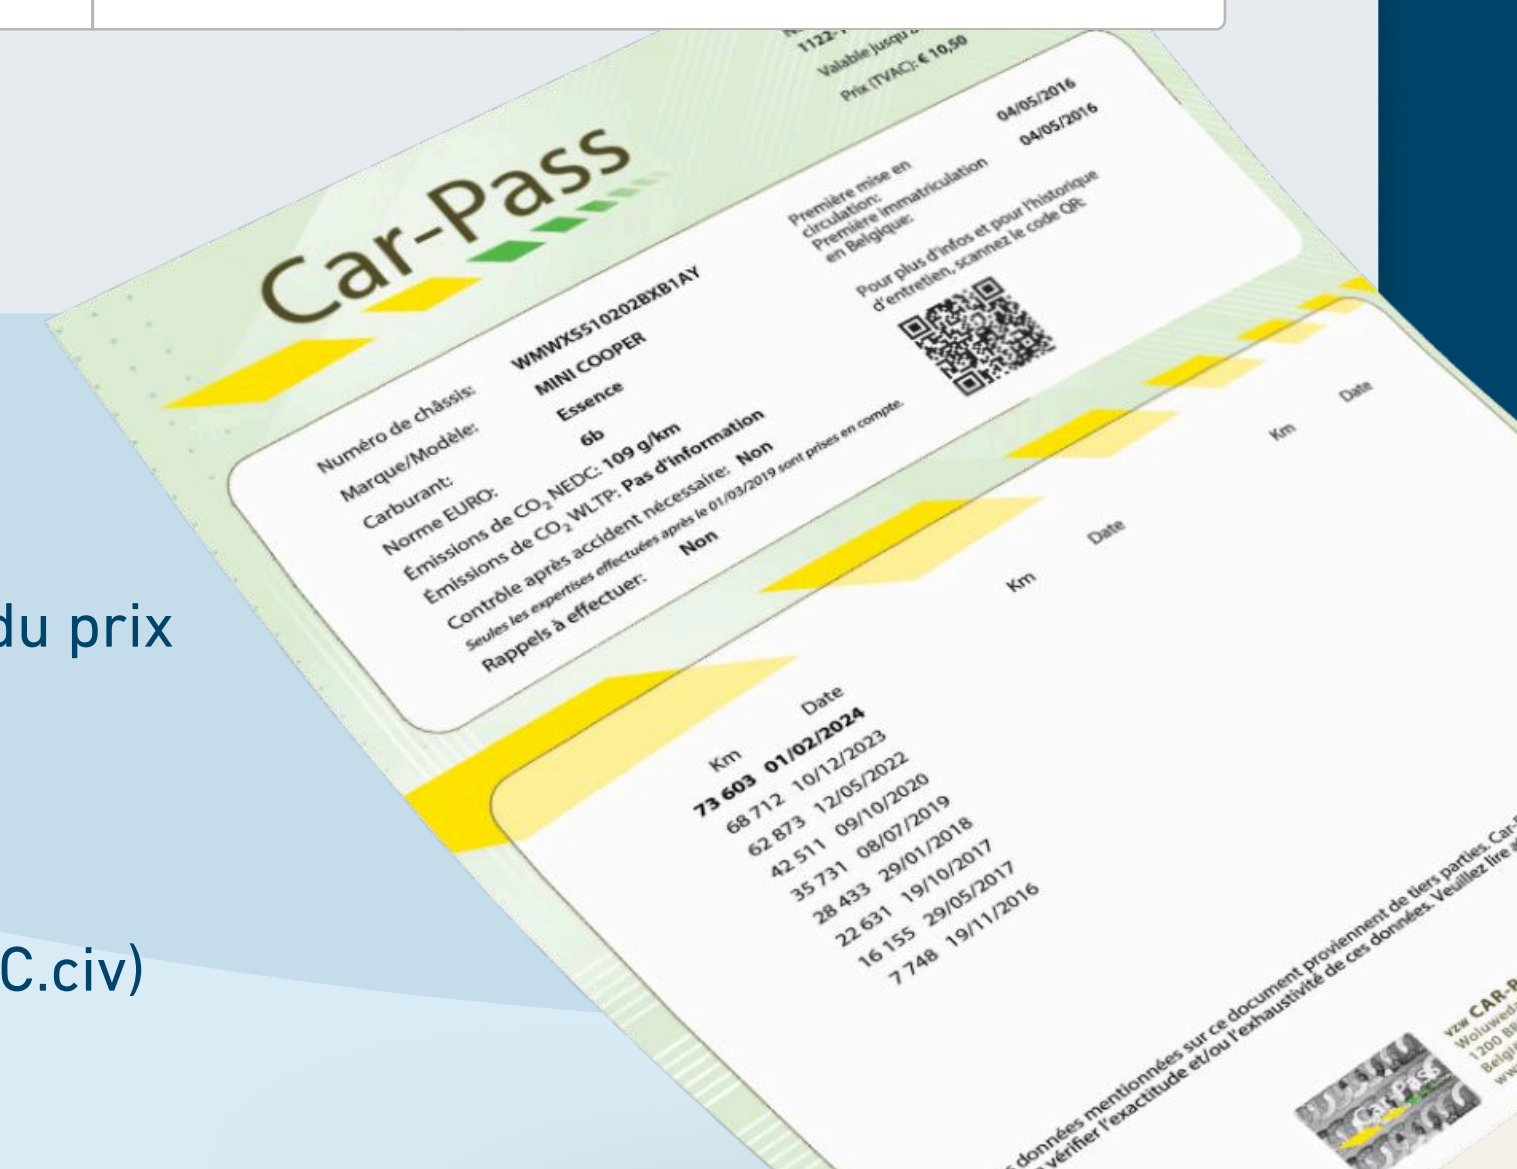 1122-
Valable jusqu'à
Prix (TVAC): € 10,50
Car-Pass
Numéro de châssis: WMWXS510202BXB1AY
Marque/Modèle: MINI COOPER
Carburant: Essence
Norme EURO: 6b
Émissions de CO₂ NEDC: 109 g/km
Émissions de CO₂ WLTP: Pas d'information
Contrôle après accident nécessaire: Non
Seules les expertises effectuées après le 01/03/2019 sont prises en compte.
Rappels à effectuer: Non
Première mise en
circulation: 04/05/2016
Première immatriculation
en Belgique: 04/05/2016
Pour plus d'infos et pour l'historique
d'entretien, scannez le code QR:
du prix
C.civ)
Km Date Km Date Km Date
73 603 01/02/2024
68 712 10/12/2023
62 873 12/05/2022
42 511 09/10/2020
35 731 08/07/2019
28 433 29/01/2018
22 631 19/10/2017
16 155 29/05/2017
7 748 19/11/2016
données mentionnées sur ce document proviennent de tiers parties. Car-
vérifier l'exactitude et/ou l'exhaustivité de ces données. Veuillez lire
vzw CAR-P
Woluweda
1200
Belgi
www
Car-Pass